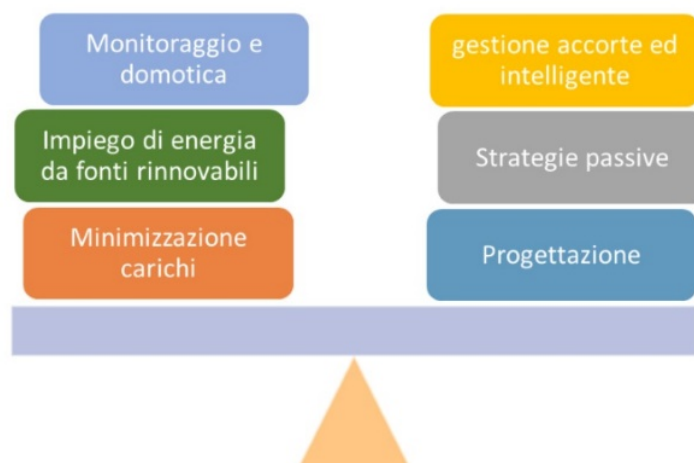 Monitoraggio e
domotica
gestione accorte ed
intelligente
Impiego di energia
da fonti rinnovabili
Strategie passive
Minimizzazione
carichi
Progettazione